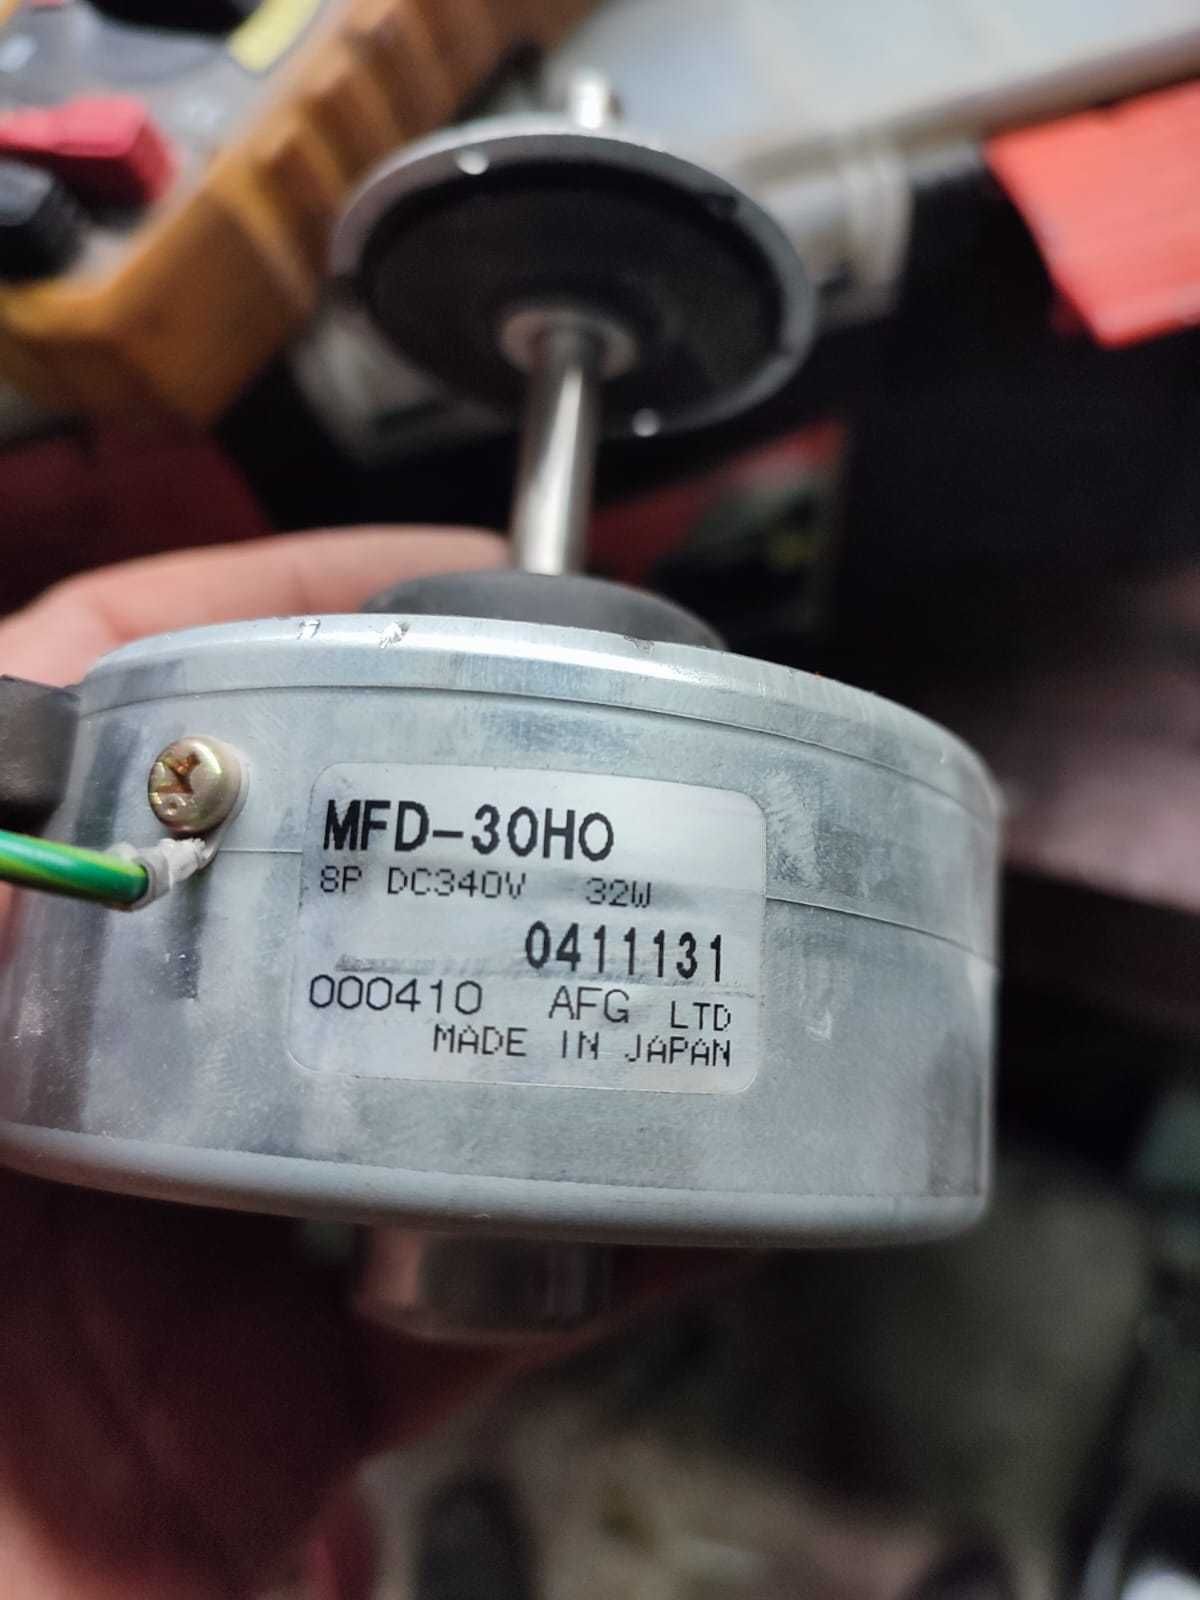 MFD-30HO
8P DC340V 32W
0411131
000410 AFG LTD
MADE IN JAPAN